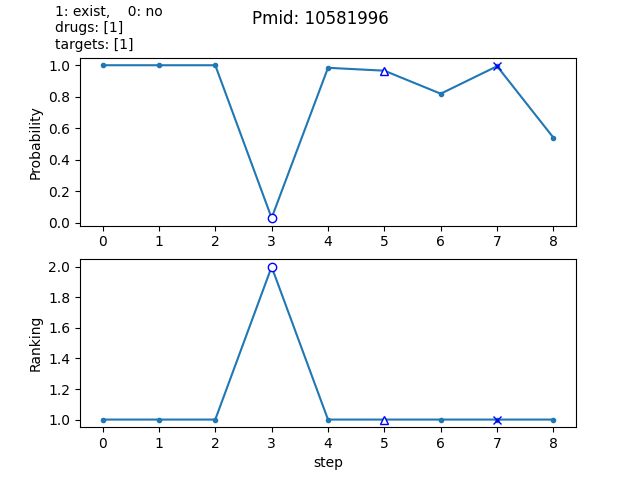 1: exist,    0: no
drugs: [1]
targets: [1]
Pmid: 10581996
Probability
1.0
0.8
0.6
0.4
0.2
0.0
0 1 2 3 4 5 6 7 8
Ranking
2.0
1.8
1.6
1.4
1.2
1.0
0 1 2 3 4 5 6 7 8
step